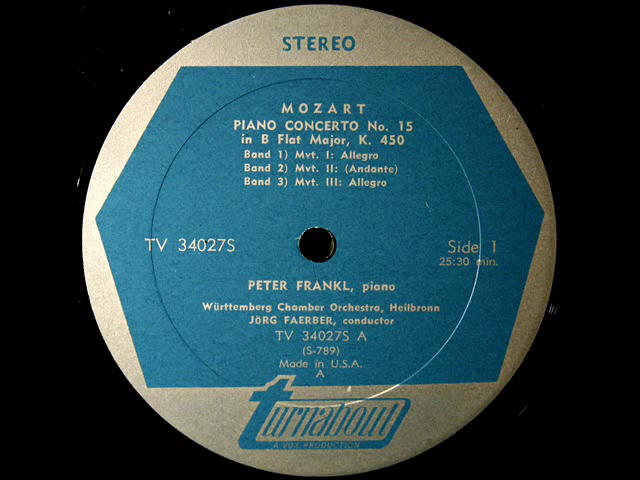 STEREO
MOZART
PIANO CONCERTO No. 15
in B Flat Major, K. 450
Band 1) Mvt. I: Allegro
Band 2) Mvt. II: (Andante)
Band 3) Mvt. III: Allegro
TV 34027S
Side 1
25:30 min.
PETER FRANKL, piano
Württemberg Chamber Orchestra, Heilbronn
JÖRG FAERBER, conductor
TV 34027S A
(S-789)
Made in U.S.A.
A
turnabout
A VOX PRODUCTION